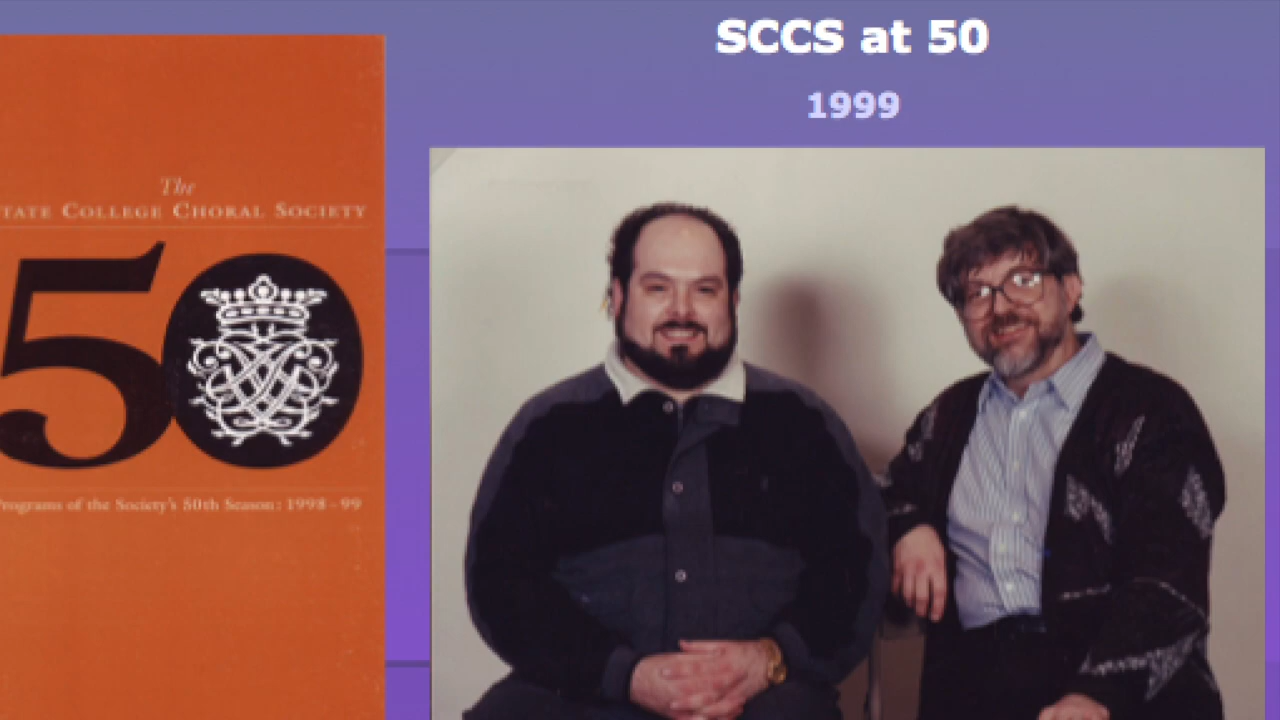 SCCS at 50
1999
The
TATE COLLEGE CHORAL SOCIETY
50
Programs of the Society's 50th Season: 1998–99